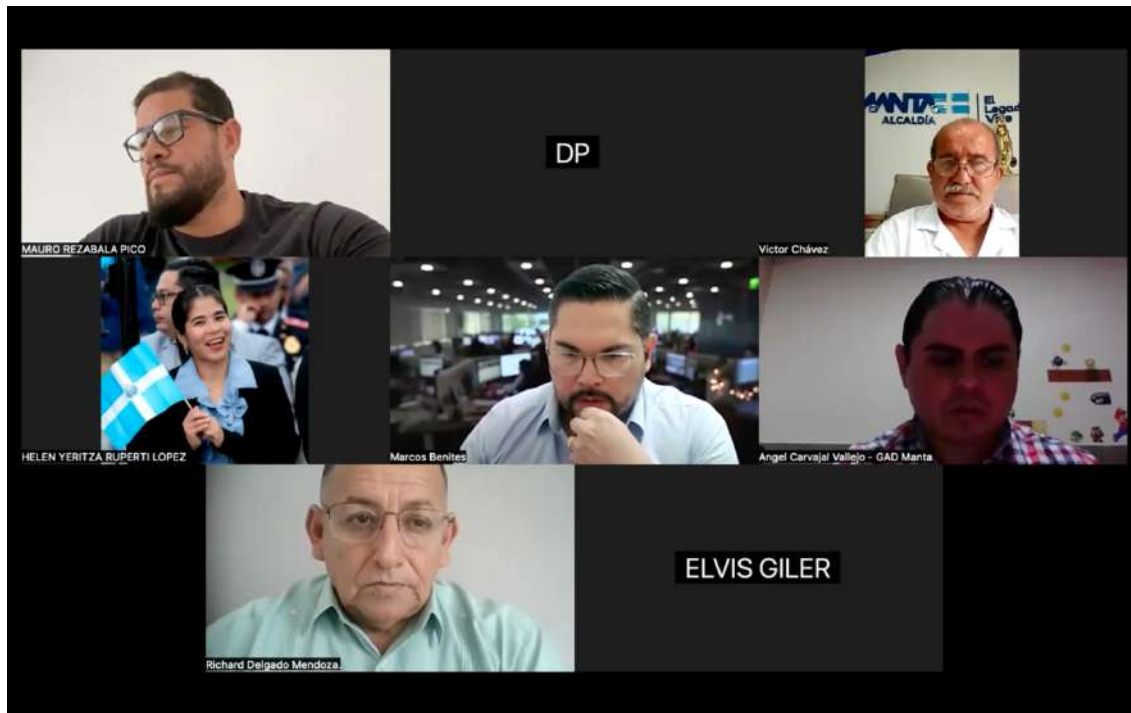 MAURO REZABALA PICO
DP
MANTA
ALCALDÍA
El
Legado
Vivo
Victor Chávez
HELEN YERITZA RUPERTI LOPEZ
Marcos Benites
Angel Carvajal Vallejo - GAD Manta
Richard Delgado Mendoza.
ELVIS GILER